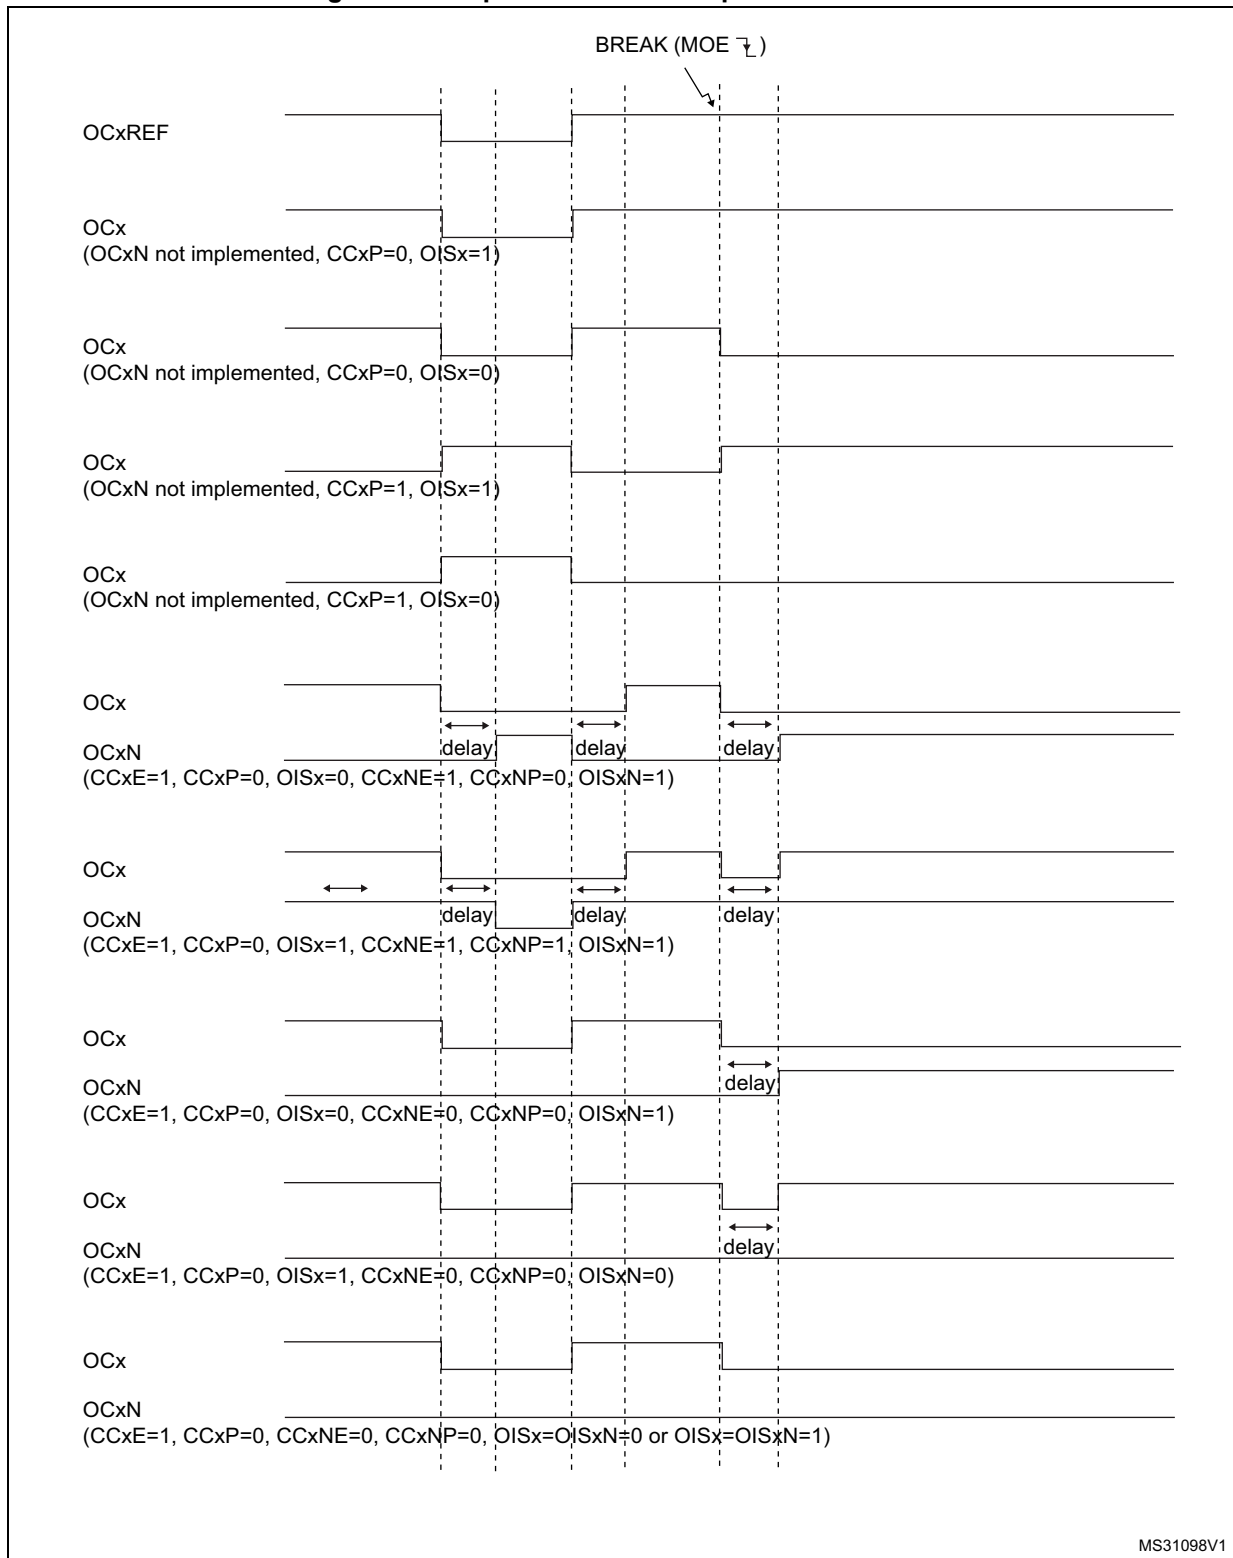 BREAK (MOE )
OCxREF
OCx
(OCxN not implemented, CCxP=0, OISx=1)
OCx
(OCxN not implemented, CCxP=0, OISx=0)
OCx
(OCxN not implemented, CCxP=1, OISx=1)
OCx
(OCxN not implemented, CCxP=1, OISx=0)
OCx
OCxN
delay
delay
delay
(CCxE=1, CCxP=0, OISx=0, CCxNE=1, CCxNP=0, OISxN=1)
OCx
OCxN
delay
delay
delay
(CCxE=1, CCxP=0, OISx=1, CCxNE=1, CCxNP=1, OISxN=1)
OCx
OCxN
delay
(CCxE=1, CCxP=0, OISx=0, CCxNE=0, CCxNP=0, OISxN=1)
OCx
OCxN
delay
(CCxE=1, CCxP=0, OISx=1, CCxNE=0, CCxNP=0, OISxN=0)
OCx
OCxN
(CCxE=1, CCxP=0, CCxNE=0, CCxNP=0, OISx=OISxN=0 or OISx=OISxN=1)
MS31098V1